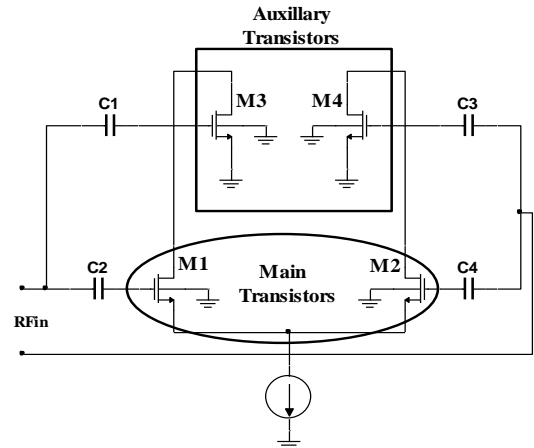 Auxillary
Transistors
C1
M3
M4
C3
C2
M1
Main
Transistors
M2
C4
RFin